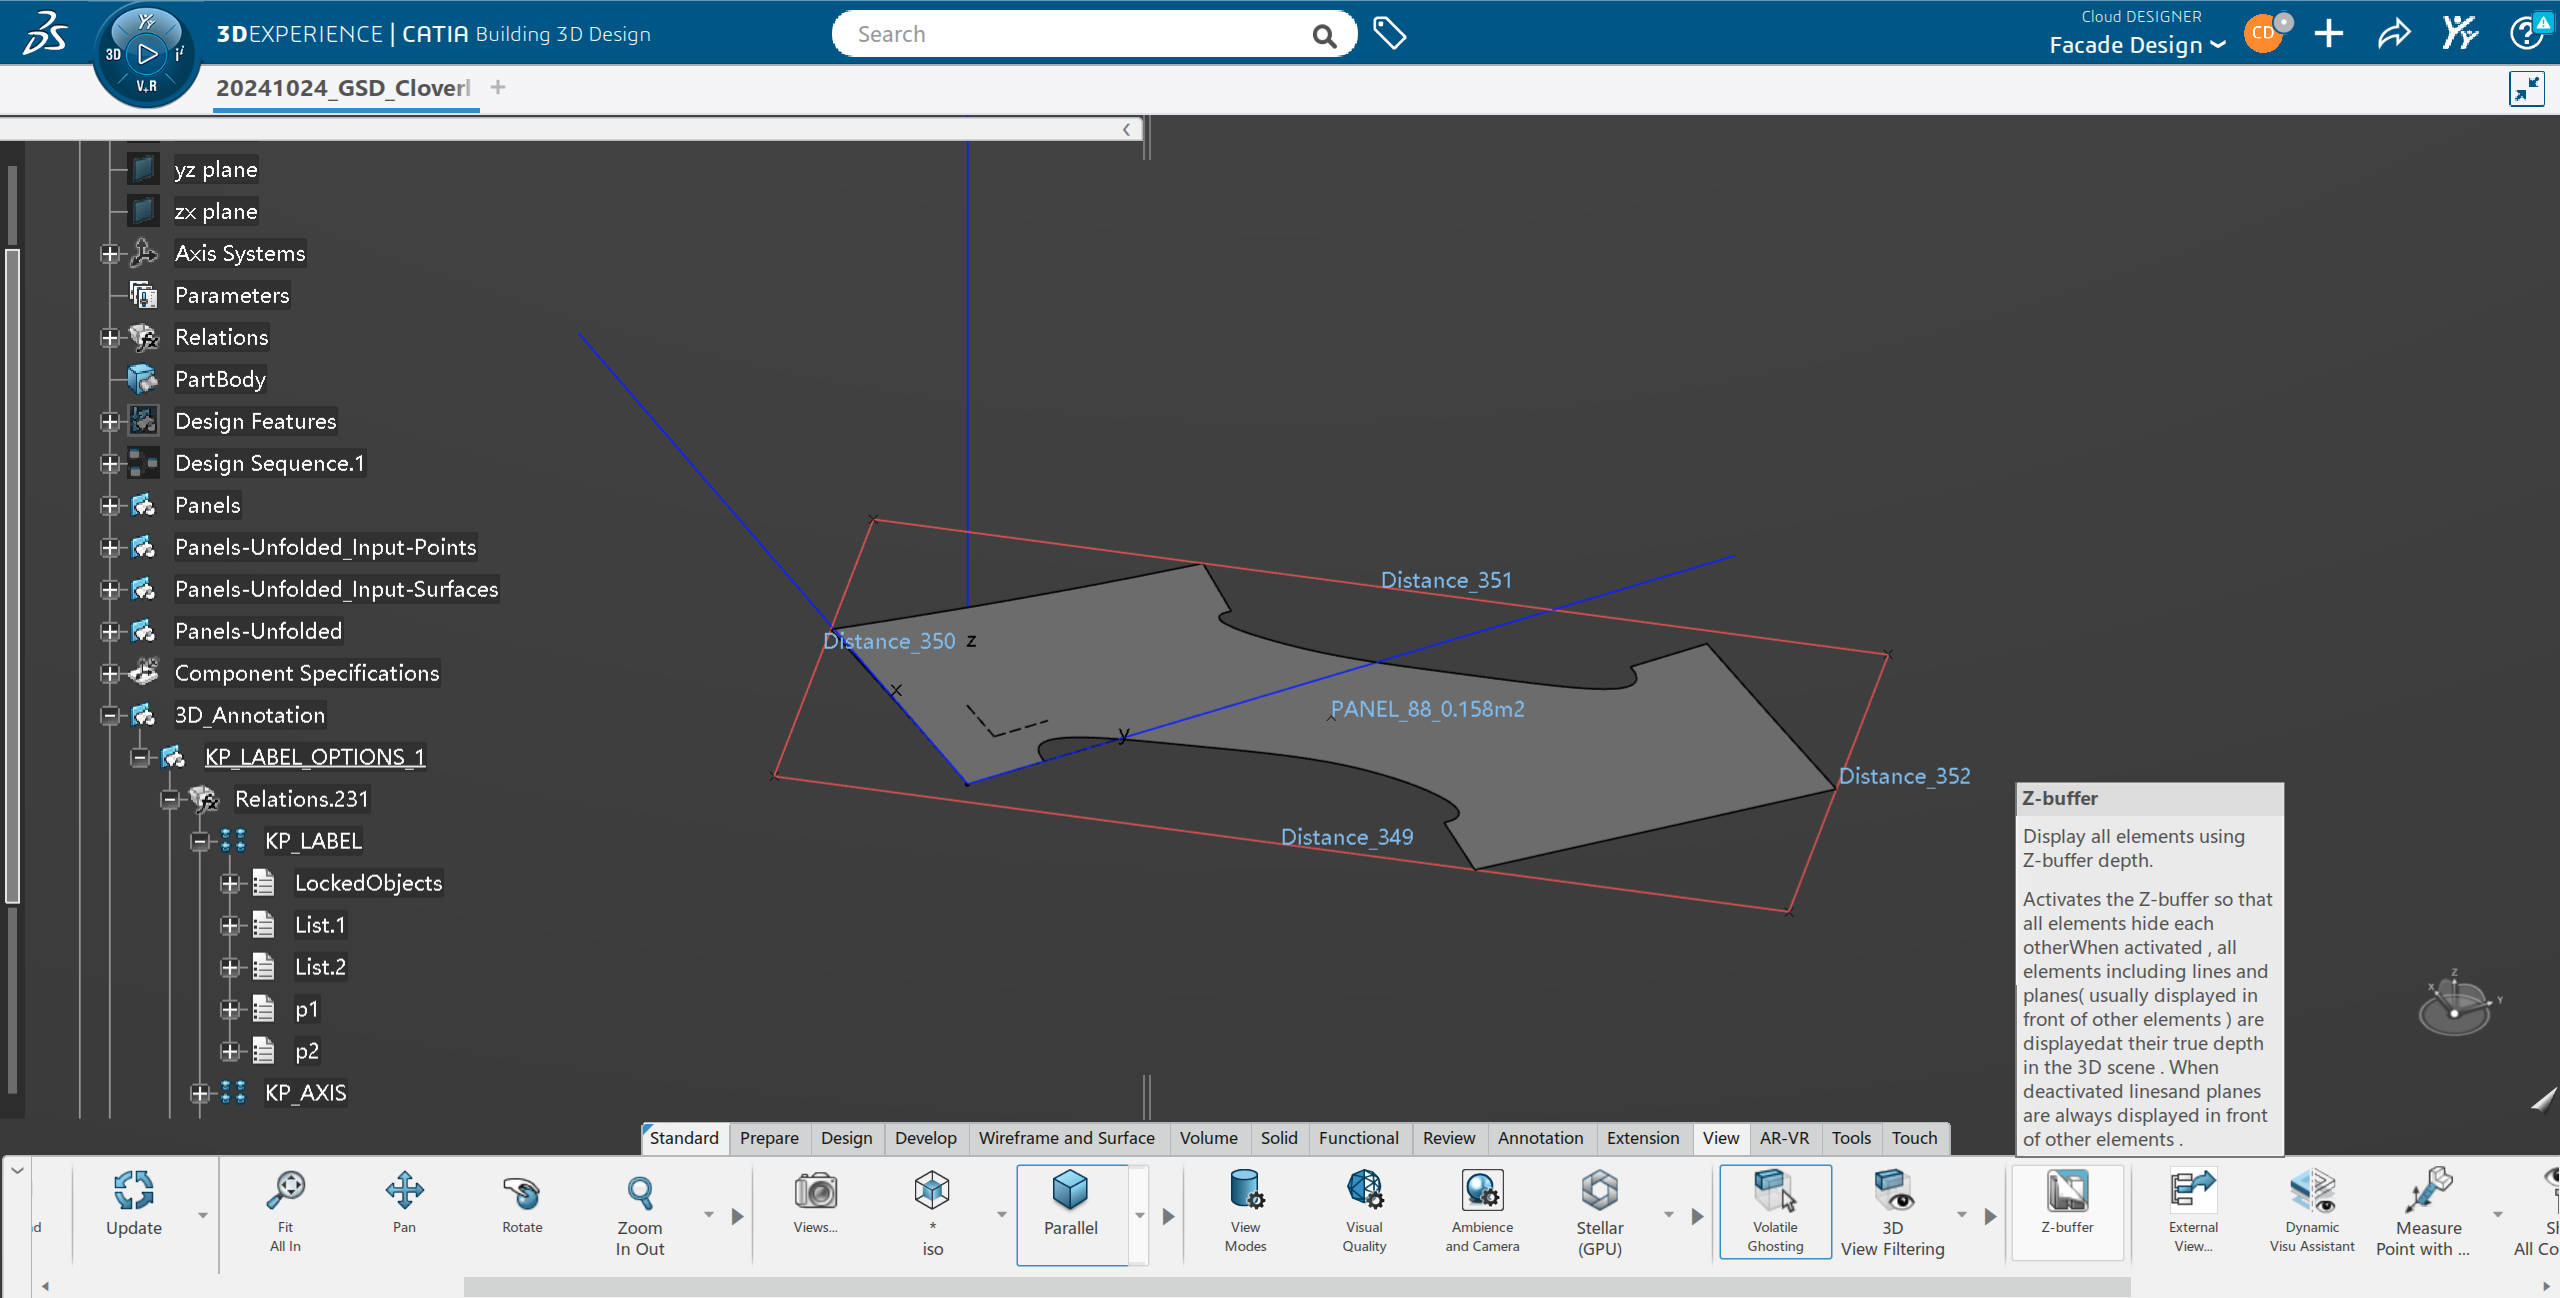 3DEXPERIENCE | CATIA Building 3D Design
Search
Cloud DESIGNER
Facade Design
CD
3D
V+R
20241024_GSD_Clover
yz plane
zx plane
Axis Systems
Parameters
Relations
PartBody
Design Features
Design Sequence.1
Panels
Panels-Unfolded_Input-Points
Panels-Unfolded_Input-Surfaces
Panels-Unfolded
Component Specifications
3D_Annotation
KP_LABEL_OPTIONS_1
Relations.231
KP_LABEL
LockedObjects
List.1
List.2
p1
p2
KP_AXIS
Distance_351
Distance_350
z
x
y
PANEL_88_0.158m2
Distance_352
Distance_349
Z-buffer
Display all elements using
Z-buffer depth.
Activates the Z-buffer so that
all elements hide each
otherWhen activated , all
elements including lines and
planes( usually displayed in
front of other elements ) are
displayedat their true depth
in the 3D scene . When
deactivated linesand planes
are always displayed in front
of other elements .
Z
X
Y
Standard Prepare Design Develop Wireframe and Surface Volume Solid Functional Review Annotation Extension View AR-VR Tools Touch
Update
Fit
All In
Pan
Rotate
Zoom
In Out
Views...
*
iso
Parallel
View
Modes
Visual
Quality
Ambience
and Camera
Stellar
(GPU)
Volatile
Ghosting
3D
View Filtering
Z-buffer
External
View...
Dynamic
Visu Assistant
Measure
Point with ...
All Co